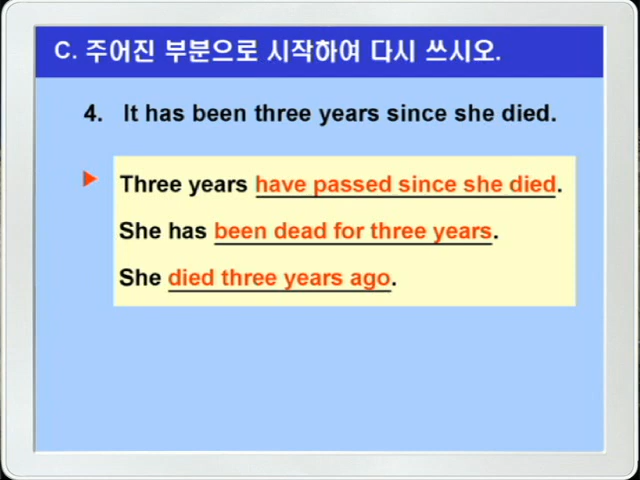 C. 주어진 부분으로 시작하여 다시 쓰시오.
4. It has been three years since she died.
Three years have passed since she died.
She has been dead for three years.
She died three years ago.